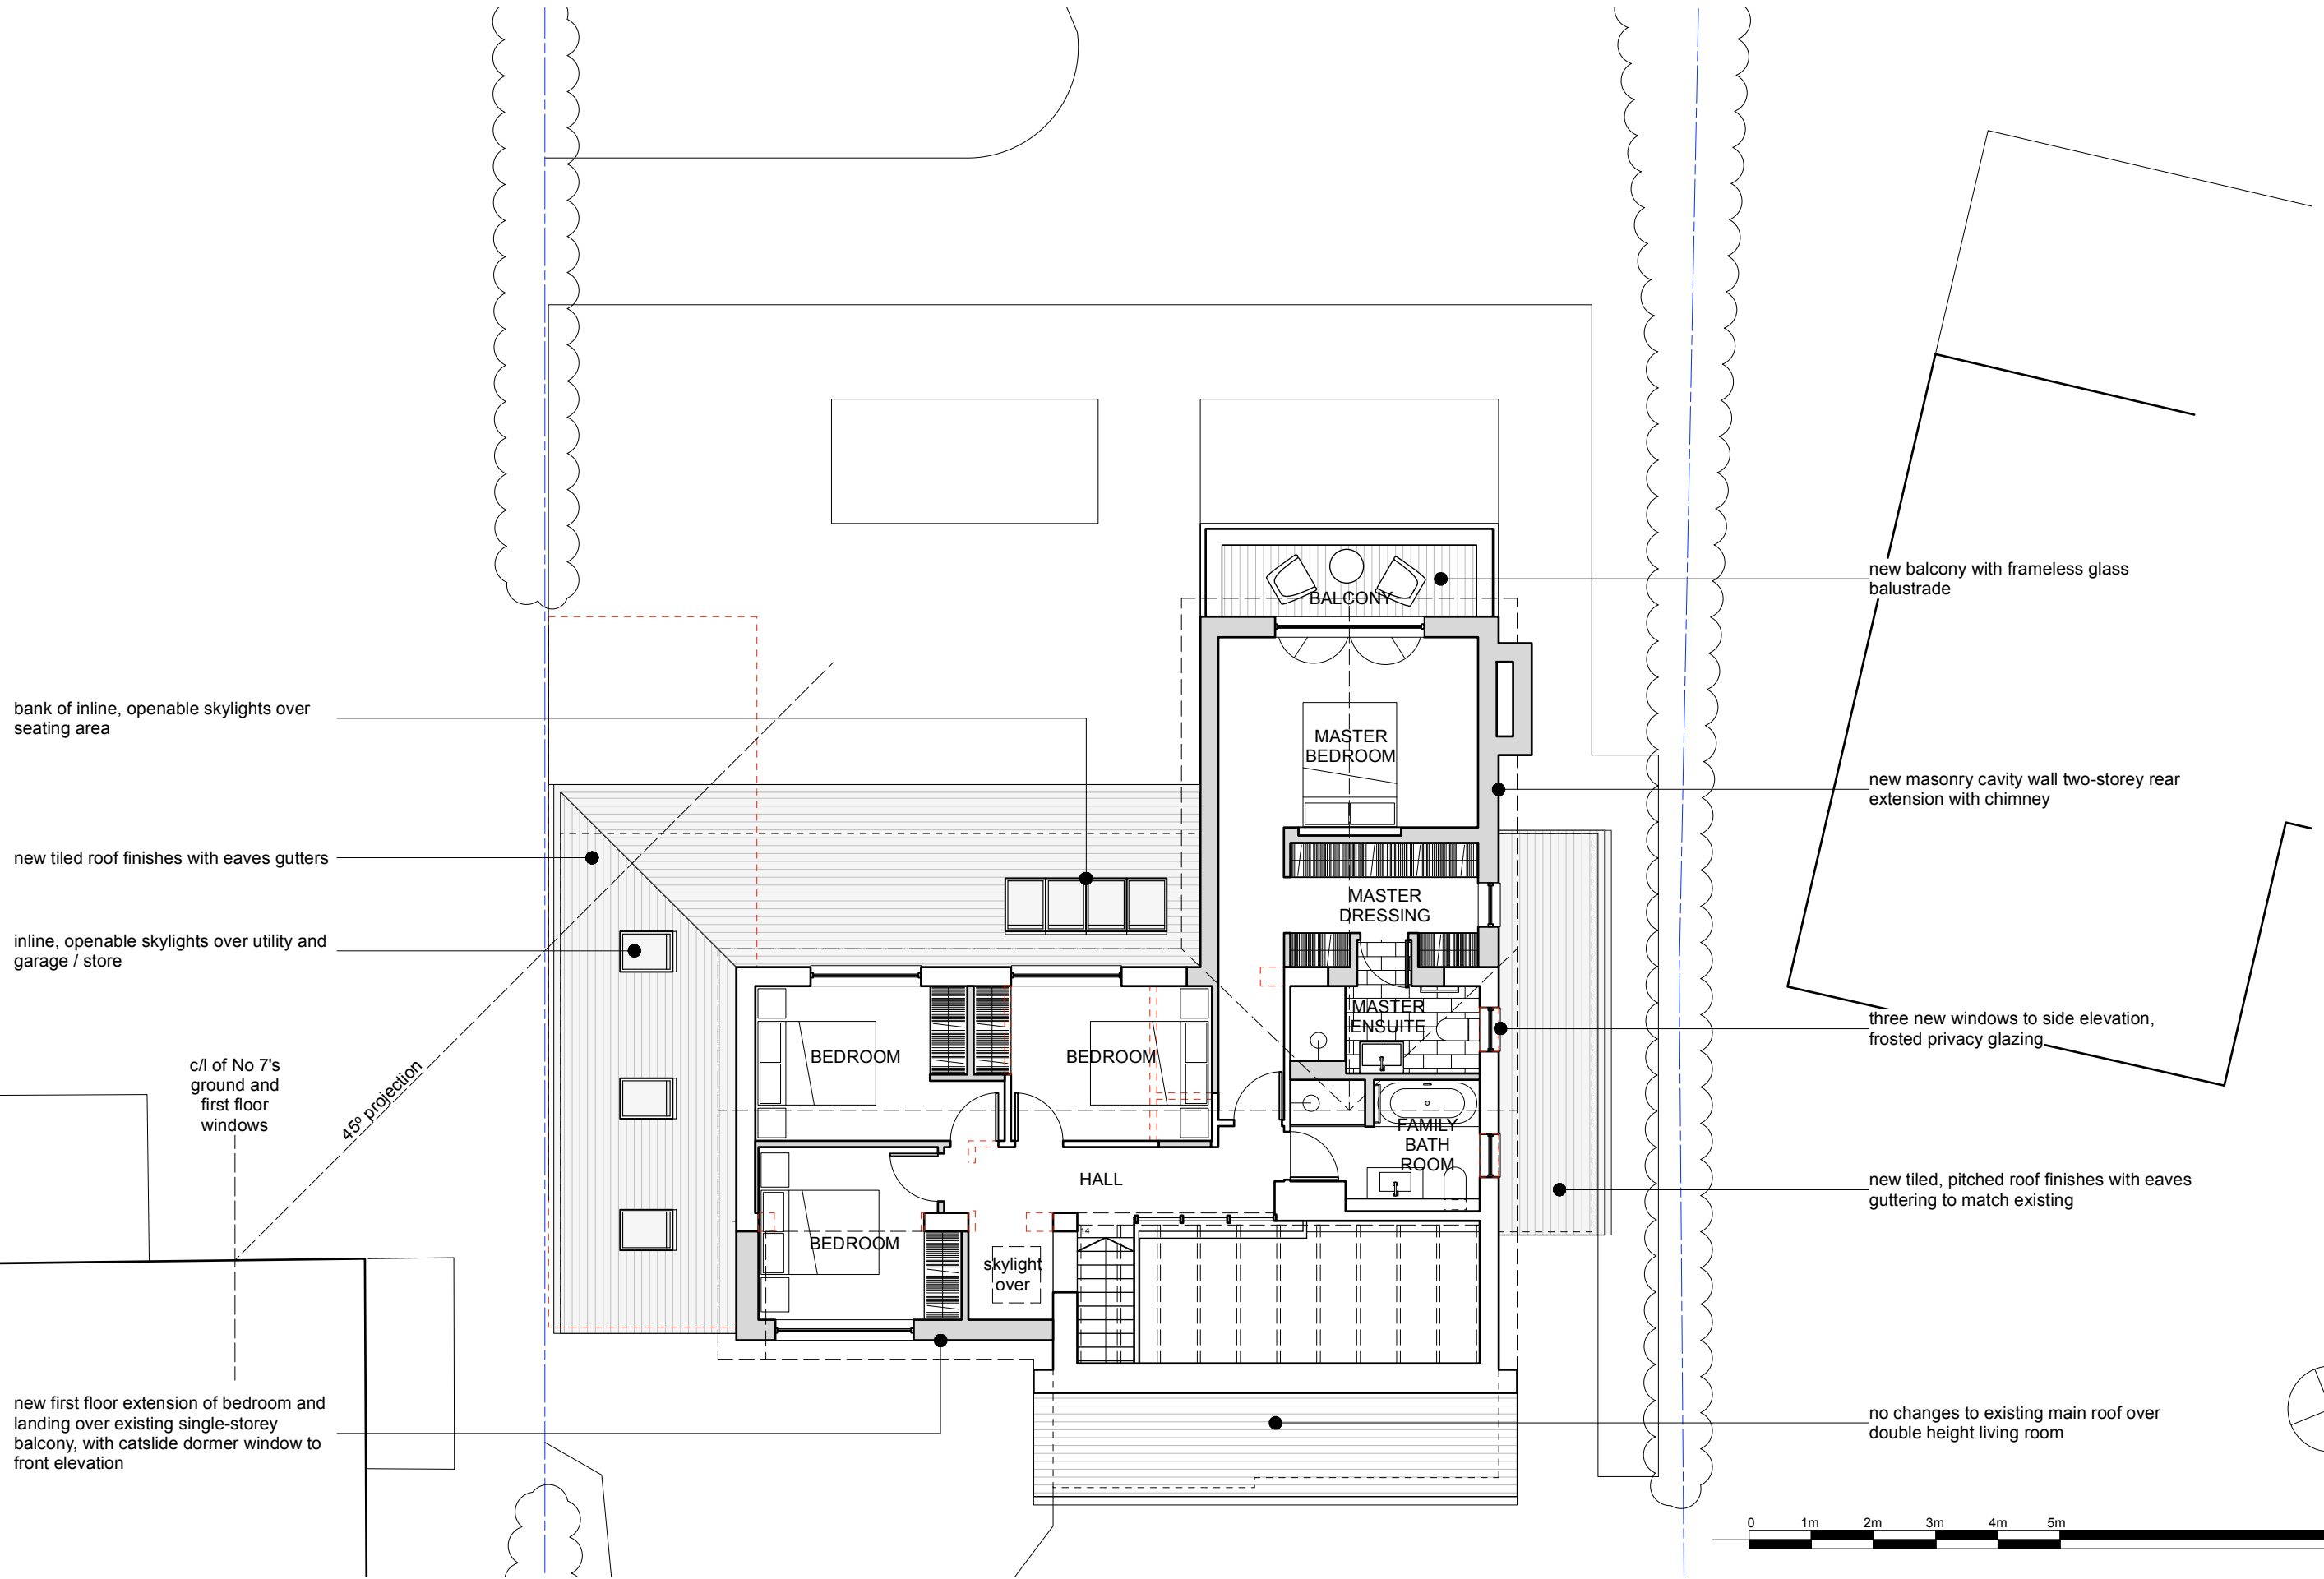 new balcony with frameless glass
balustrade
BALCONY
bank of inline, openable skylights over
seating area
MASTER
BEDROOM
new masonry cavity wall two-storey rear
extension with chimney
new tiled roof finishes with eaves gutters
MASTER
DRESSING
inline, openable skylights over utility and
garage / store
MASTER
ENSUITE
three new windows to side elevation,
frosted privacy glazing
c/l of No 7's
ground and
first floor
windows
45º projection
BEDROOM
BEDROOM
FAMILY
BATH
ROOM
HALL
new tiled, pitched roof finishes with eaves
guttering to match existing
BEDROOM
14
skylight
over
new first floor extension of bedroom and
landing over existing single-storey
balcony, with catslide dormer window to
front elevation
no changes to existing main roof over
double height living room
0 1m 2m 3m 4m 5m